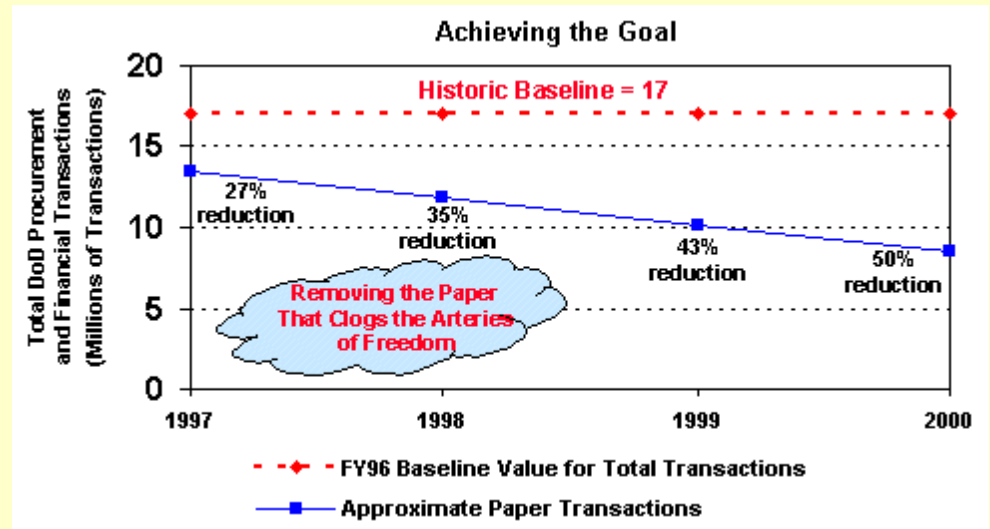 Achieving the Goal
Total DoD Procurement
and Financial Transactions
(Millions of Transactions)
20
15
10
5
0
Historic Baseline = 17
27%
reduction
35%
reduction
43%
reduction
50%
reduction
Removing the Paper
That Clogs the Arteries
of Freedom
1997
1998
1999
2000
FY96 Baseline Value for Total Transactions
Approximate Paper Transactions